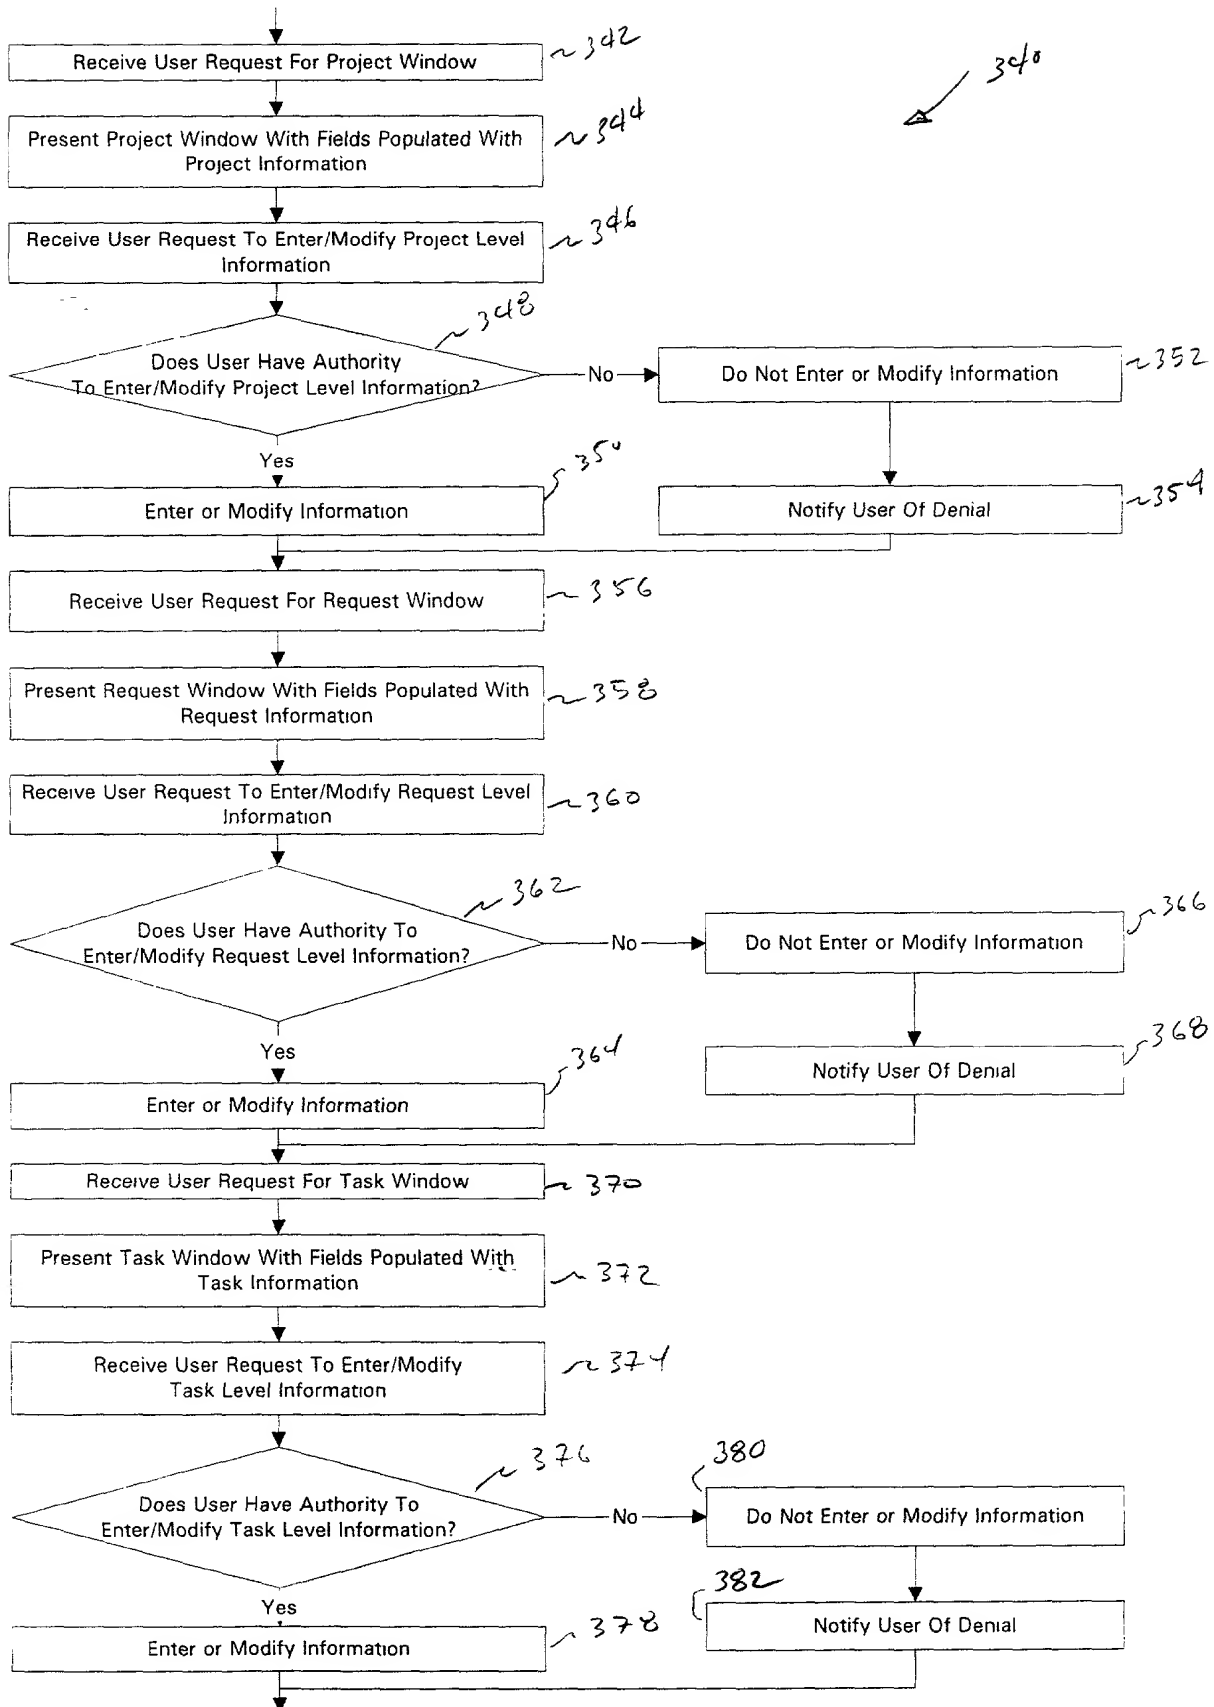 Receive User Request For Project Window
342
340
Present Project Window With Fields Populated With
Project Information
344
Receive User Request To Enter/Modify Project Level
Information
346
348
Does User Have Authority
To Enter/Modify Project Level Information?
No
Do Not Enter or Modify Information
352
Yes
350
Enter or Modify Information
Notify User Of Denial
354
Receive User Request For Request Window
356
Present Request Window With Fields Populated With
Request Information
358
Receive User Request To Enter/Modify Request Level
Information
360
362
Does User Have Authority To
Enter/Modify Request Level Information?
No
Do Not Enter or Modify Information
366
Yes
364
Enter or Modify Information
Notify User Of Denial
368
Receive User Request For Task Window
370
Present Task Window With Fields Populated With
Task Information
372
Receive User Request To Enter/Modify
Task Level Information
374
376
Does User Have Authority To
Enter/Modify Task Level Information?
No
380
Do Not Enter or Modify Information
Yes
378
Enter or Modify Information
382
Notify User Of Denial